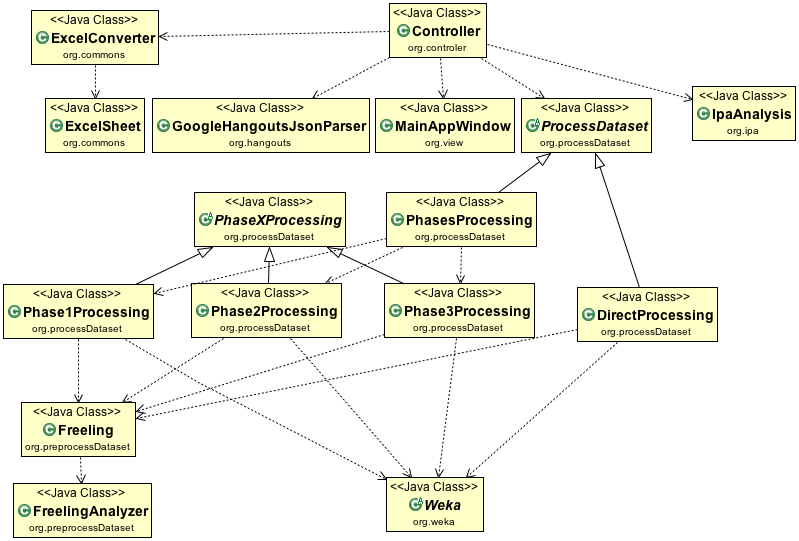 <<Java Class>>
ExcelConverter
org.commons
<<Java Class>>
Controller
org.controler
<<Java Class>>
ExcelSheet
org.commons
<<Java Class>>
GoogleHangoutsJsonParser
org.hangouts
<<Java Class>>
MainAppWindow
org.view
<<Java Class>>
ProcessDataset
org.processDataset
<<Java Class>>
IpaAnalysis
org.ipa
<<Java Class>>
PhaseXProcessing
org.processDataset
<<Java Class>>
PhasesProcessing
org.processDataset
<<Java Class>>
Phase1Processing
org.processDataset
<<Java Class>>
Phase2Processing
org.processDataset
<<Java Class>>
Phase3Processing
org.processDataset
<<Java Class>>
DirectProcessing
org.processDataset
<<Java Class>>
Freeling
org.preprocessDataset
<<Java Class>>
FreelingAnalyzer
org.preprocessDataset
<<Java Class>>
Weka
org.weka